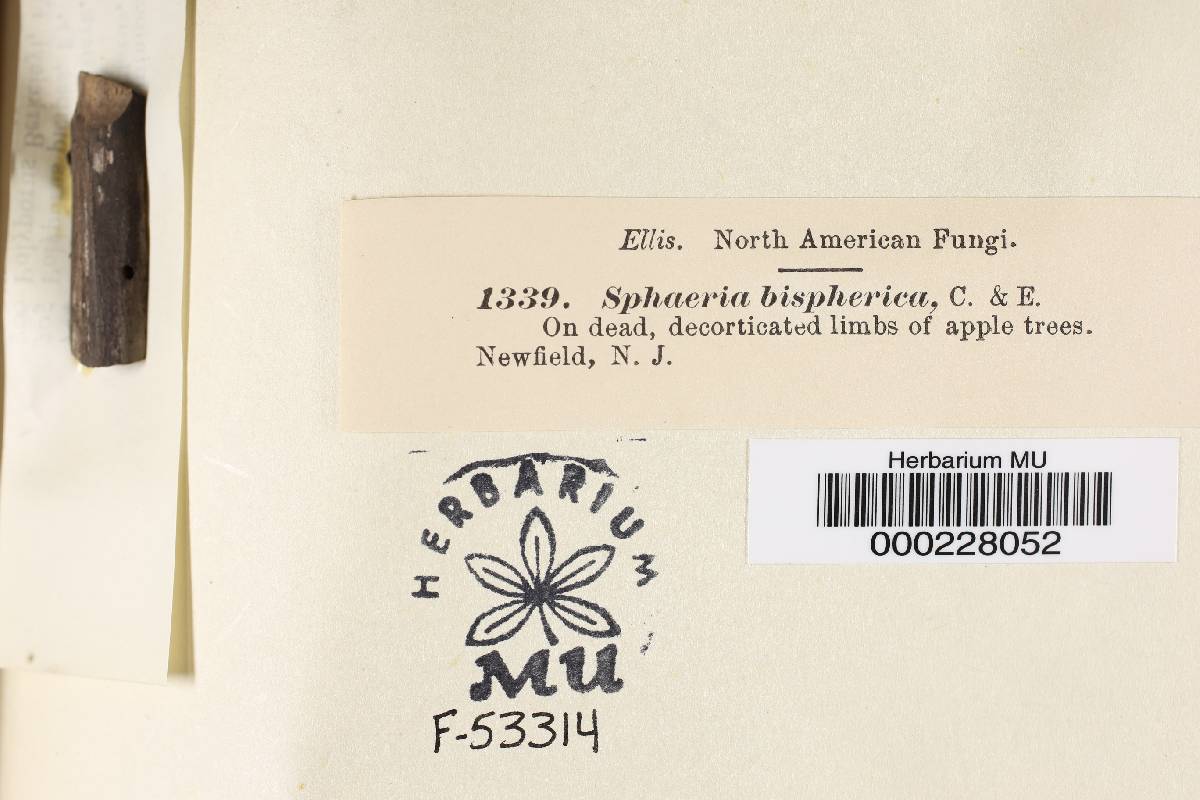 Ellis. North American Fungi.
1339. Sphaeria bispherica, C. & E.
On dead, decorticated limbs of apple trees.
Newfield, N. J.
Herbarium MU
000228052
HERBARIUM
MU
F-53314